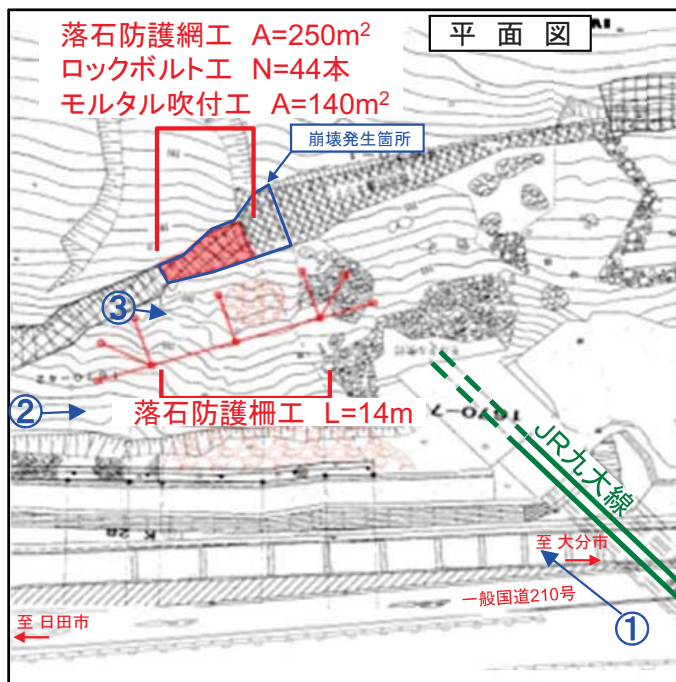 落石防護網工 A=250m²
ロックボルト工 N=44本
モルタル吹付工 A=140m²
平面図
崩壊発生箇所
③
②
落石防護柵工 L=14m
1670-7
JR九大線
K 2a
至 大分市
一般国道210号
至 日田市
①